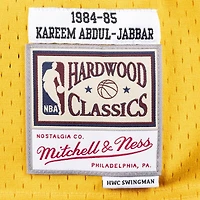 1984-85
KAREEM ABDUL-JABBAR
HARDWOOD
NBA
CLASSICS
NOSTALGIA CO.
Mitchell & Ness
PHILADELPHIA, PA.
HWC SWINGMAN